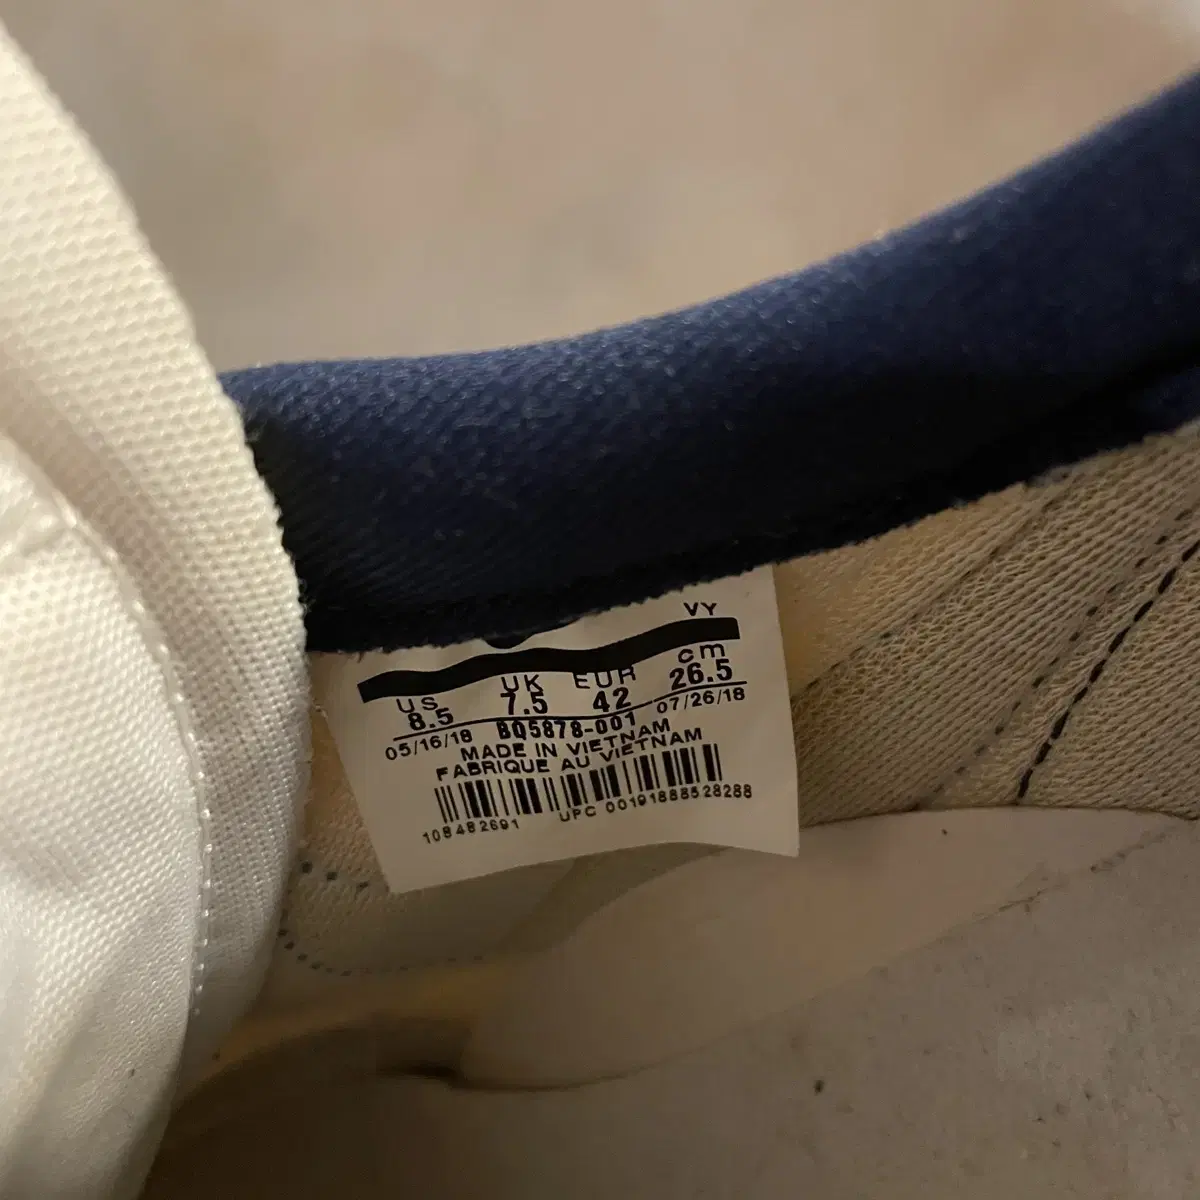 VY
US UK EUR cm
8.5 7.5 42 26.5
05/16/18 BQ5878-001 07/26/18
MADE IN VIETNAM
FABRIQUE AU VIETNAM
108482691 UPC 00191888528288